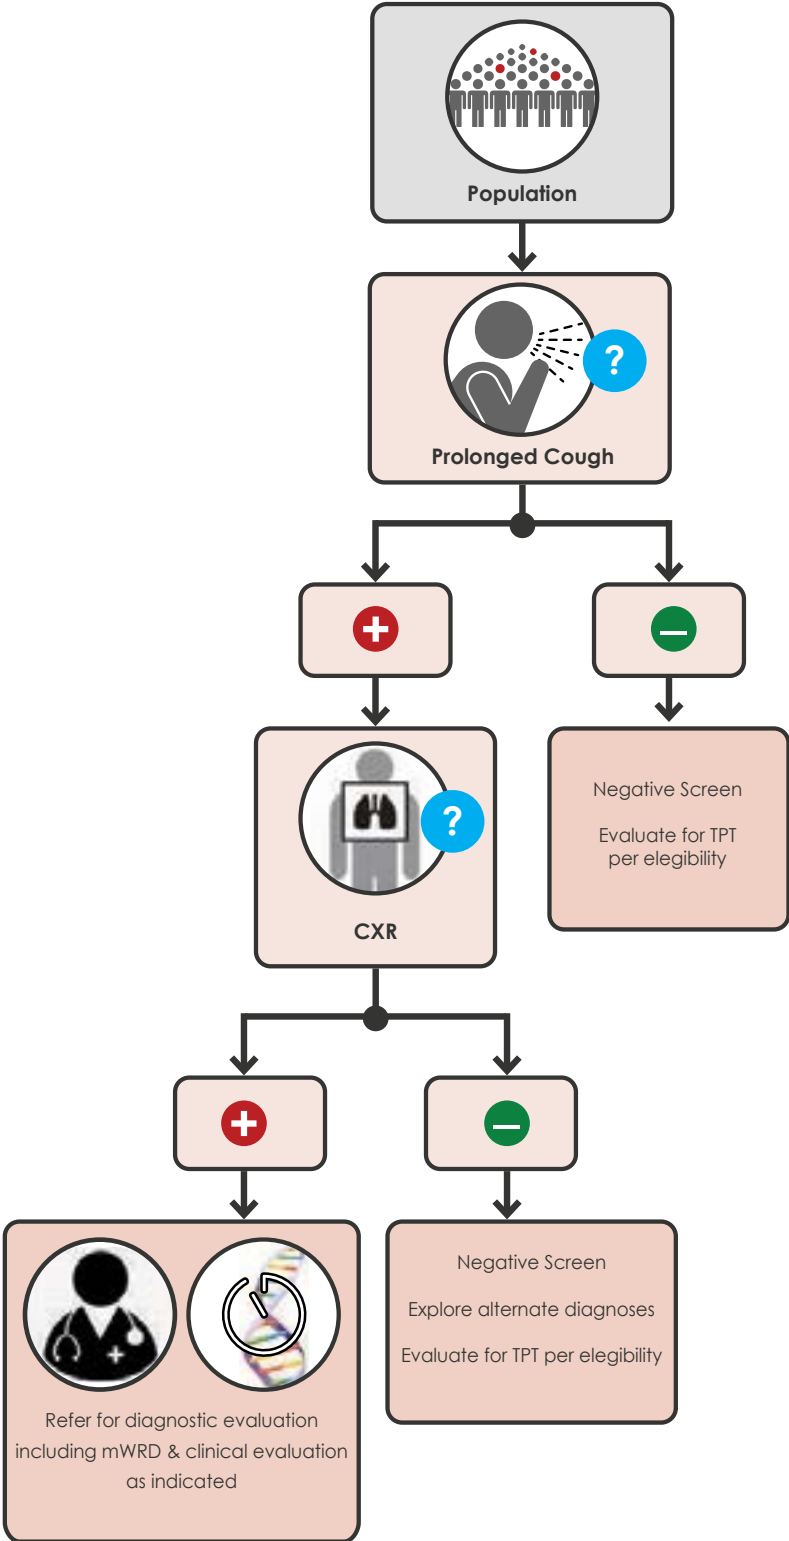 Population
?
Prolonged Cough
+
–
?
CXR
Negative Screen
Evaluate for TPT
per elegibility
+
–
Refer for diagnostic evaluation
including mWRD & clinical evaluation
as indicated
Negative Screen
Explore alternate diagnoses
Evaluate for TPT per elegibility